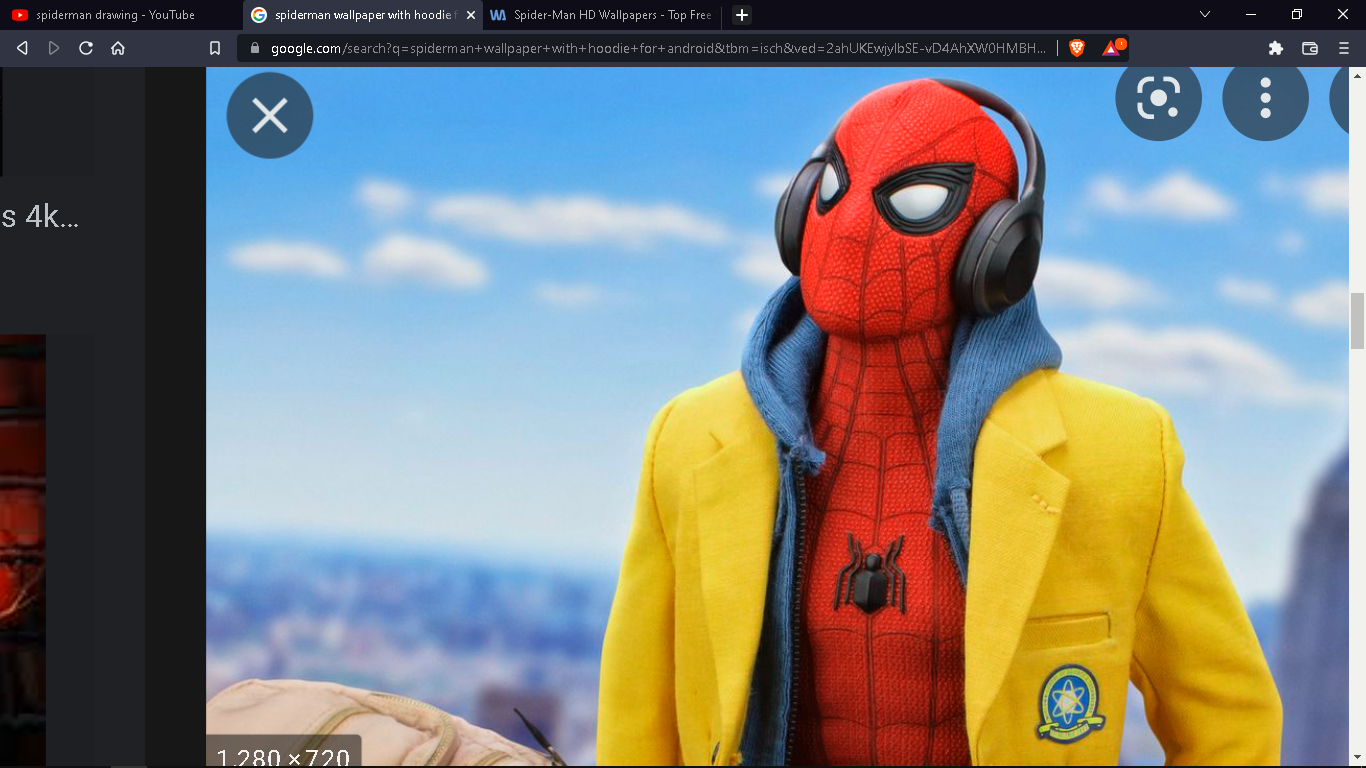 spiderman drawing - YouTube
spiderman wallpaper with hoodie f
Spider-Man HD Wallpapers - Top Free
google.com/search?q=spiderman+wallpaper+with+hoodie+for+android&tbm=isch&ved=2ahUKEwjylbSE-vD4AhXW0HMBH...
1
s 4k...
1,280 × 720